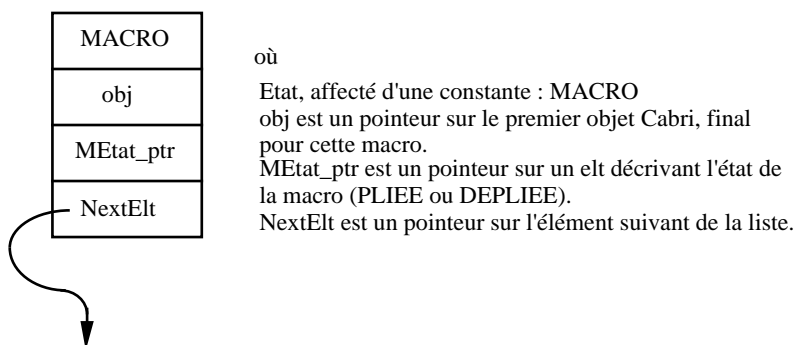 MACRO
obj
MEtat_ptr
NextElt
où
Etat, affecté d'une constante : MACRO
obj est un pointeur sur le premier objet Cabri, final
pour cette macro.
MEtat_ptr est un pointeur sur un elt décrivant l'état de
la macro (PLIEE ou DEPLIEE).
NextElt est un pointeur sur l'élément suivant de la liste.